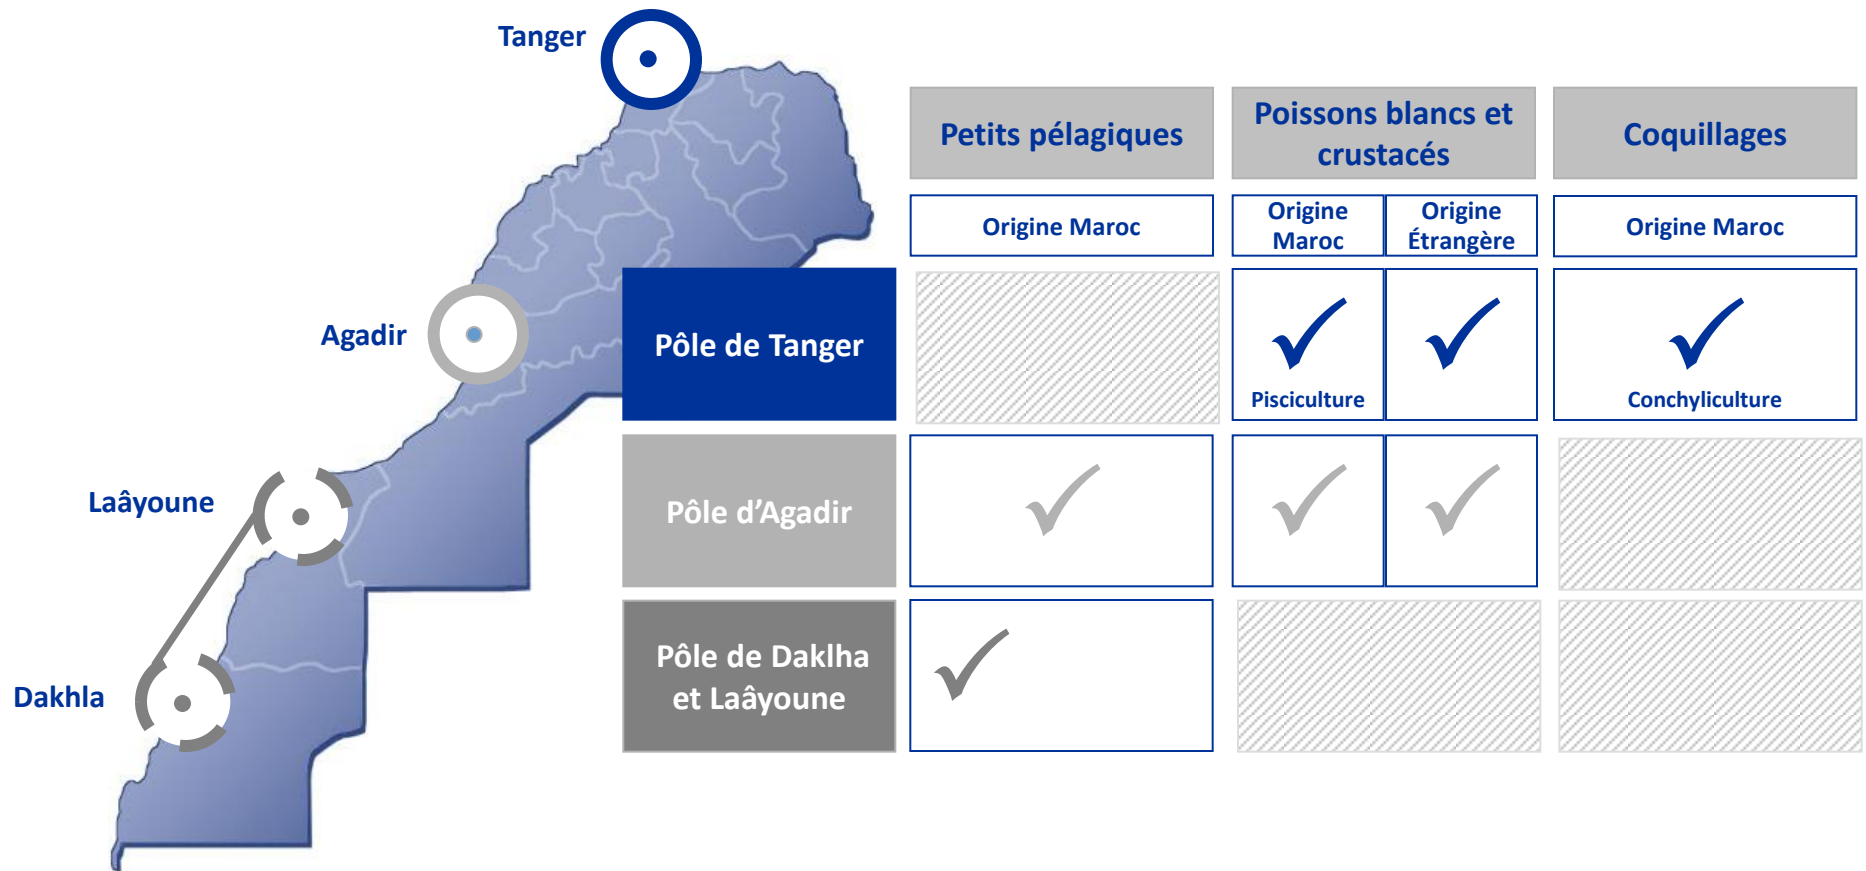 Tanger
Agadir
Laâyoune
Dakhla
Petits pélagiques
Poissons blancs et
crustacés
Coquillages
Origine Maroc
Origine
Maroc
Origine
Étrangère
Origine Maroc
Pôle de Tanger
Pisciculture
Conchyliculture
Pôle d’Agadir
Pôle de Daklha
et Laâyoune